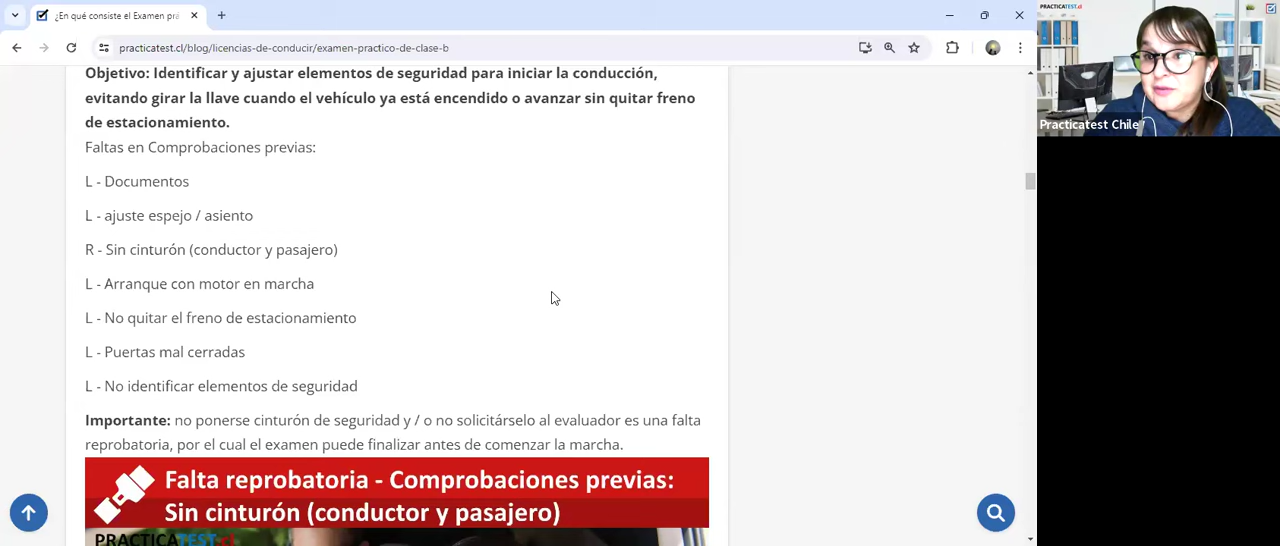 ¿En qué consiste el Examen prá
practicatest.cl/blog/licencias-de-conducir/examen-practico-de-clase-b
PRACTICATEST.cl
Practicatest Chile
Objetivo: Identificar y ajustar elementos de seguridad para iniciar la conducción,
evitando girar la llave cuando el vehículo ya está encendido o avanzar sin quitar freno
de estacionamiento.
Faltas en Comprobaciones previas:
L - Documentos
L - ajuste espejo / asiento
R - Sin cinturón (conductor y pasajero)
L - Arranque con motor en marcha
L - No quitar el freno de estacionamiento
L - Puertas mal cerradas
L - No identificar elementos de seguridad
Importante: no ponerse cinturón de seguridad y / o no solicitárselo al evaluador es una falta
reprobatoria, por el cual el examen puede finalizar antes de comenzar la marcha.
Falta reprobatoria - Comprobaciones previas:
Sin cinturón (conductor y pasajero)
PRACTICATEST.cl